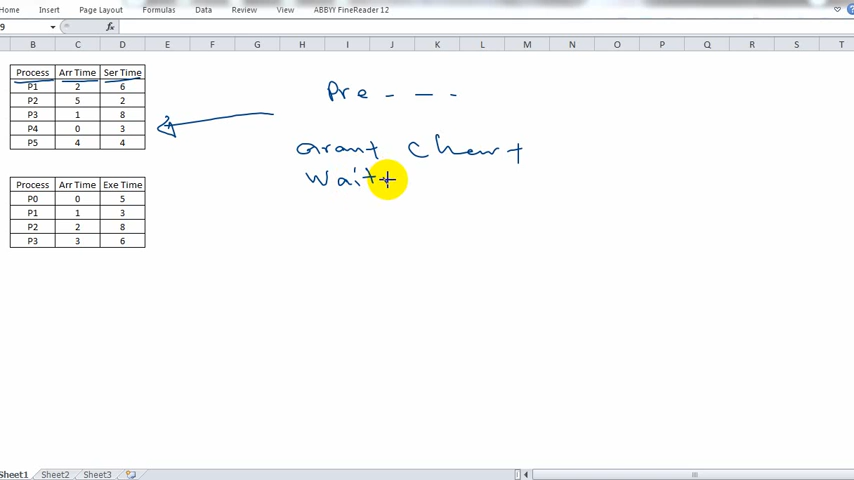 Home Insert Page Layout Formulas Data Review View ABBYY FineReader 12
9 fx
B C D E F G H I J K L M N O P Q R S T
Process Arr Time Ser Time
P1 2 6
P2 5 2
P3 1 8
P4 0 3
P5 4 4
Process Arr Time Exe Time
P0 0 5
P1 1 3
P2 2 8
P3 3 6
Pre - - -
Grant Chart
Wait
Sheet1 Sheet2 Sheet3